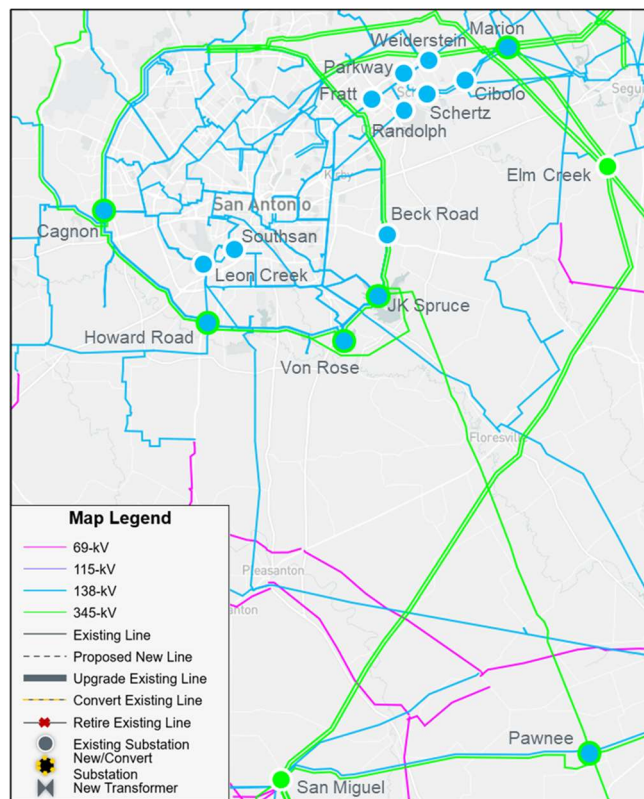 Marion
Weiderstein
Parkway
Fratt
Cibolo
Schertz
Randolph
Seguin
Elm Creek
Kirby
San Antonio
Beck Road
Southsan
Cagnon
Leon Creek
JK Spruce
Howard Road
Von Rose
Floresville
Pleasanton
Pawnee
San Miguel
Map Legend
69-kV
115-kV
138-kV
345-kV
Existing Line
Proposed New Line
Upgrade Existing Line
Convert Existing Line
Retire Existing Line
Existing Substation
New/Convert
Substation
New Transformer